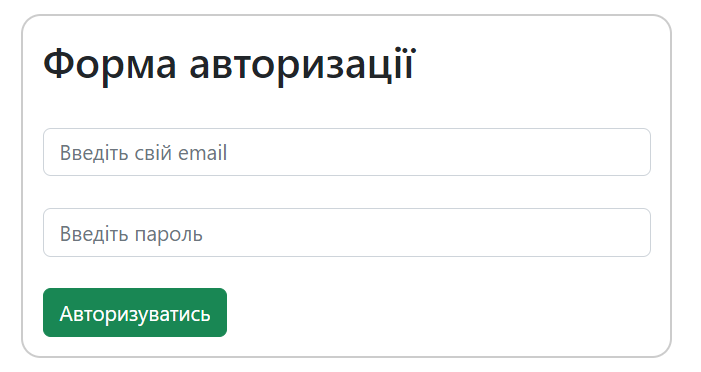 Форма авторизації
Введіть свій email
Введіть пароль
Авторизуватись